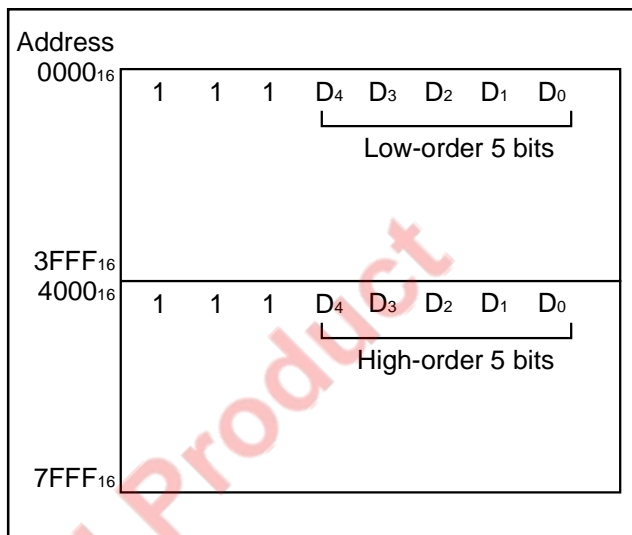 Address
0000₁₆
1 1 1 D₄ D₃ D₂ D₁ D₀
Low-order 5 bits
3FFF₁₆
4000₁₆
1 1 1 D₄ D₃ D₂ D₁ D₀
High-order 5 bits
7FFF₁₆
Product